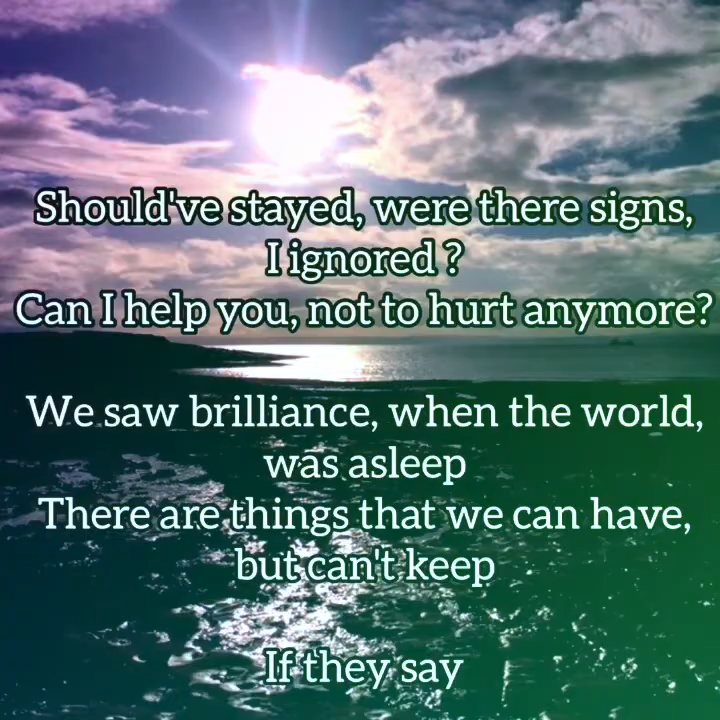 Should've stayed, were there signs,
I ignored ?
Can I help you, not to hurt anymore?
We saw brilliance, when the world,
was asleep
There are things that we can have,
but can't keep
If they say